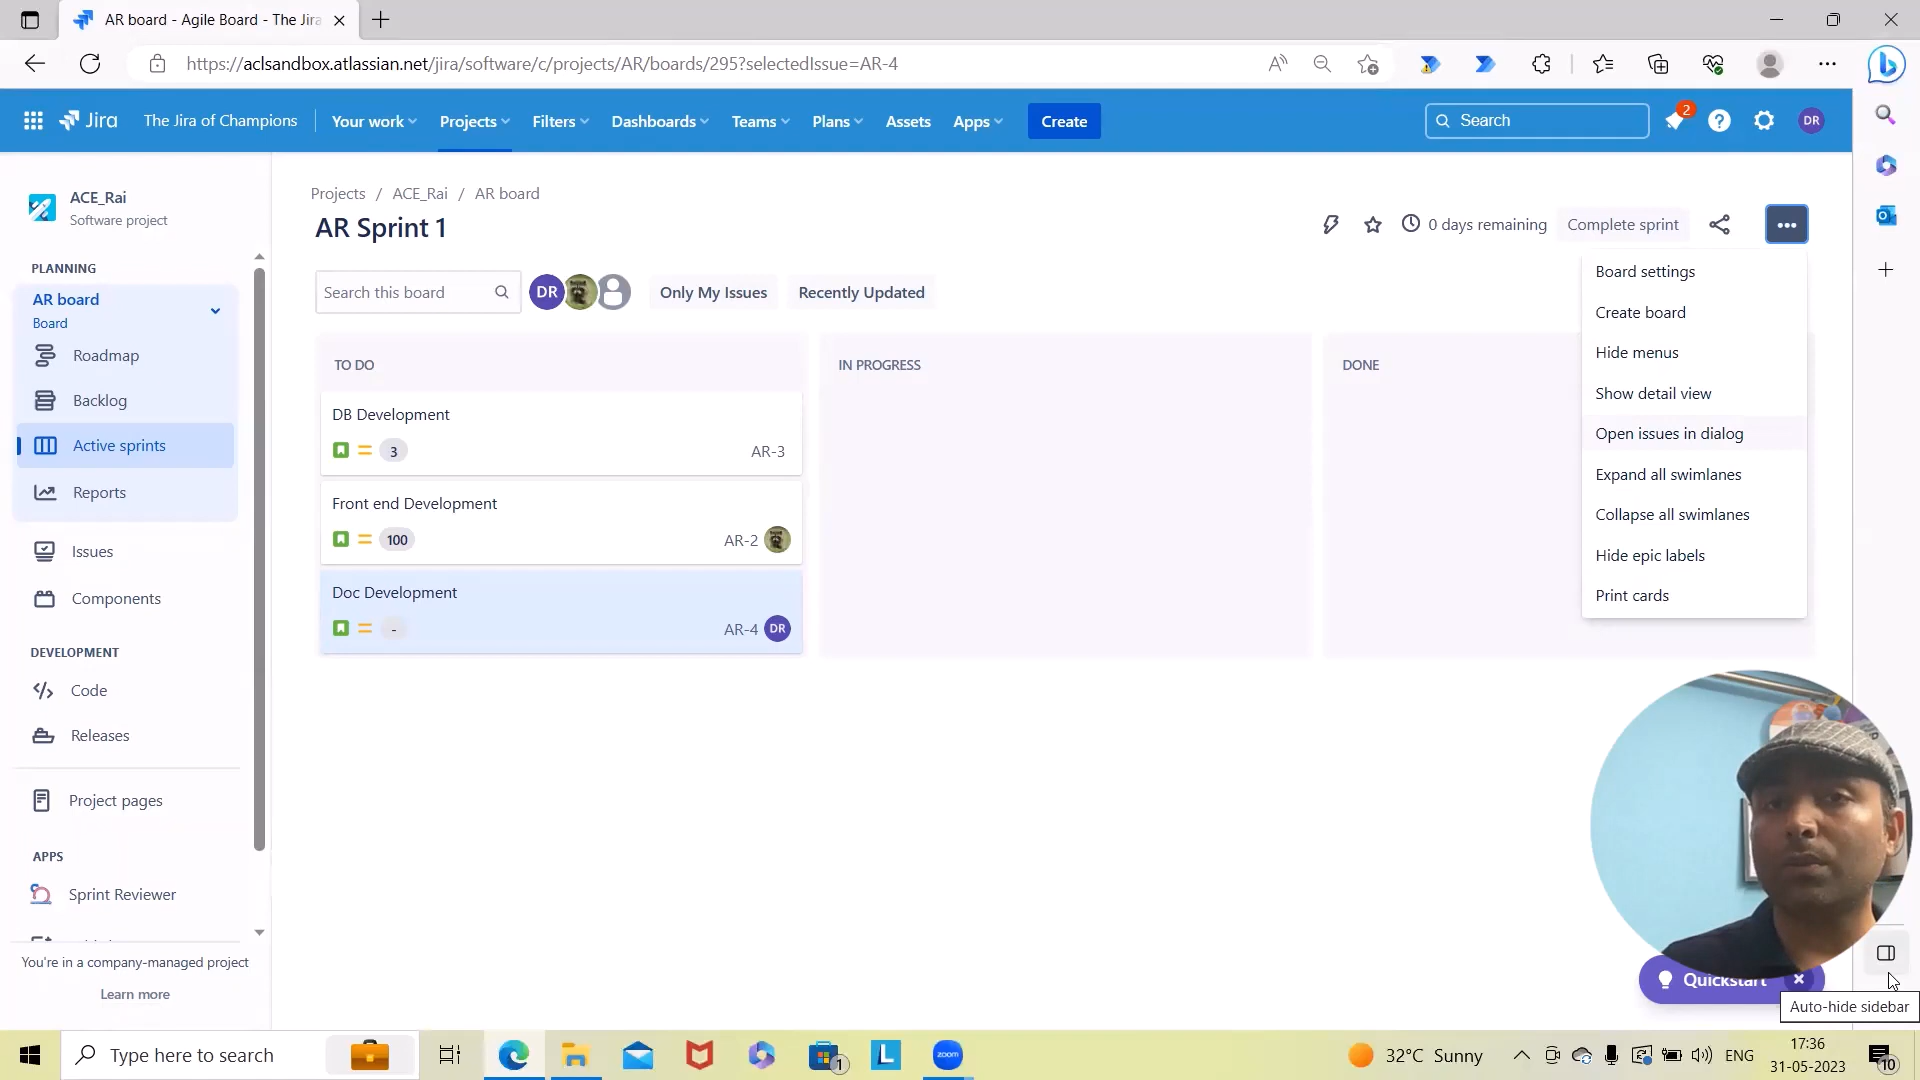 AR board - Agile Board - The Jira
https://aclsandbox.atlassian.net/jira/software/c/projects/AR/boards/295?selectedIssue=AR-4
Jira
The Jira of Champions
Your work
Projects
Filters
Dashboards
Teams
Plans
Assets
Apps
Create
Search
2
DR
ACE_Rai
Software project
PLANNING
AR board
Board
Roadmap
Backlog
Active sprints
Reports
Issues
Components
DEVELOPMENT
Code
Releases
Project pages
APPS
Sprint Reviewer
You're in a company-managed project
Learn more
Projects / ACE_Rai / AR board
AR Sprint 1
0 days remaining
Complete sprint
Search this board
DR
Only My Issues
Recently Updated
TO DO
DB Development
3
AR-3
Front end Development
100
AR-2
Doc Development
-
AR-4
DR
IN PROGRESS
DONE
Board settings
Create board
Hide menus
Show detail view
Open issues in dialog
Expand all swimlanes
Collapse all swimlanes
Hide epic labels
Print cards
Quickstart
Auto-hide sidebar
Type here to search
1
L
zoom
32°C Sunny
ENG
17:36
31-05-2023
10